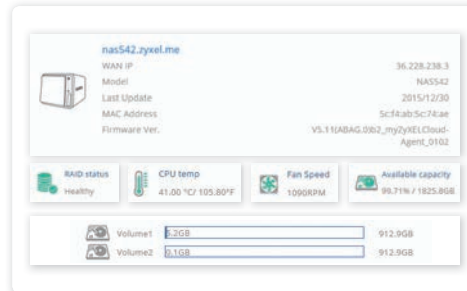 nas542.zyxel.me
WAN IP 36.228.238.3
Model NAS542
Last Update 2015/12/30
MAC Address 5c:f4:ab:5c:74:ae
Firmware Ver. V5.11(ABAG.0)b2_myZyXELCloud-Agent_0102
RAID status
Healthy
CPU temp
41.00 °C/ 105.80°F
Fan Speed
1090RPM
Available capacity
99.71% / 1825.8GB
Volume1 5.2GB 912.9GB
Volume2 0.1GB 912.9GB